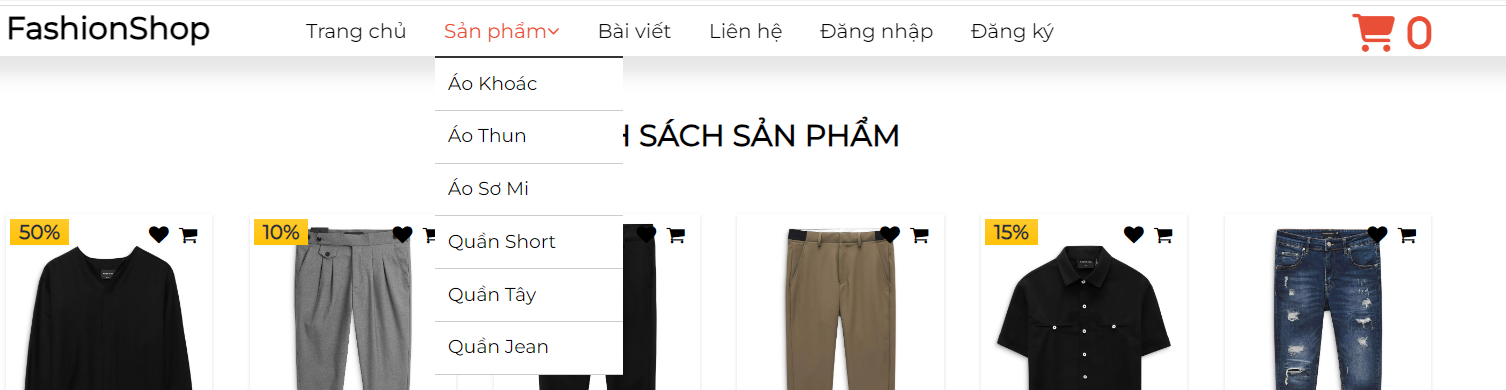 FashionShop
Trang chủ
Sản phẩm
Bài viết
Liên hệ
Đăng nhập
Đăng ký
0
Áo Khoác
Áo Thun
Áo Sơ Mi
Quần Short
Quần Tây
Quần Jean
SÁCH SẢN PHẨM
50%
10%
15%